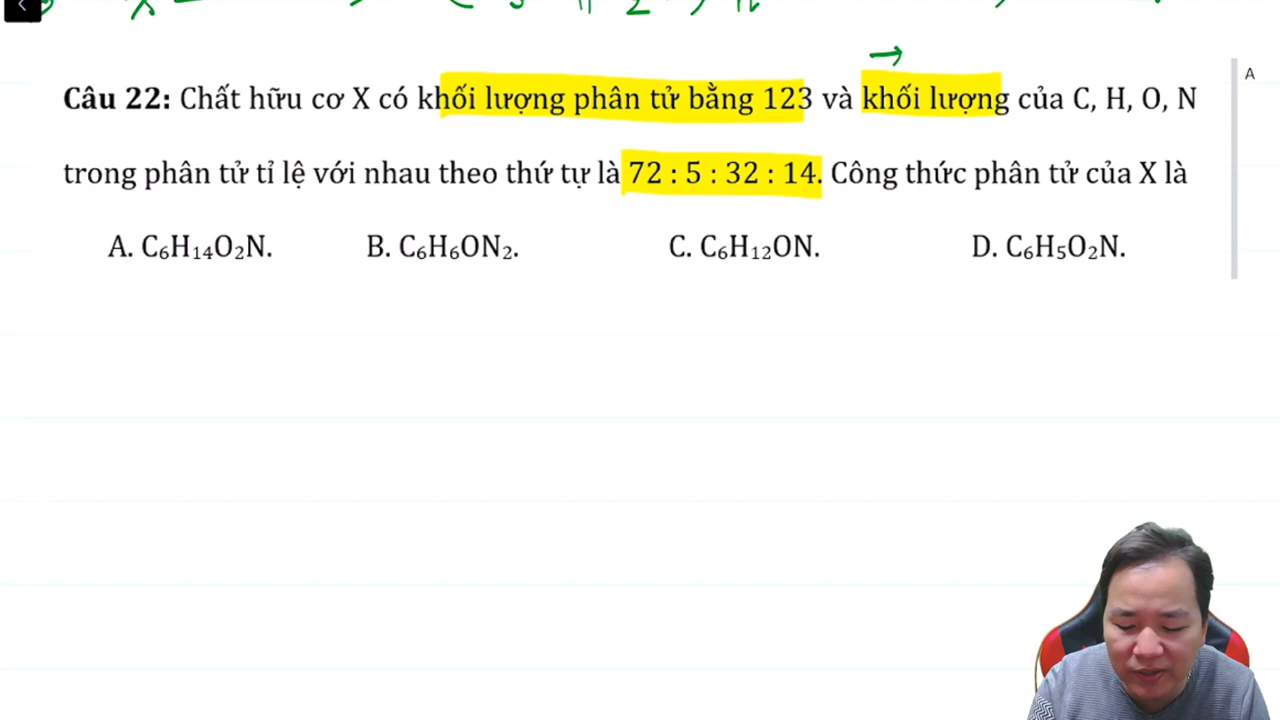 Câu 22: Chất hữu cơ X có khối lượng phân tử bằng 123 và khối lượng của C, H, O, N
trong phân tử tỉ lệ với nhau theo thứ tự là 72 : 5 : 32 : 14. Công thức phân tử của X là
A. C₆H₁₄O₂N. B. C₆H₆ON₂. C. C₆H₁₂ON. D. C₆H₅O₂N.
A